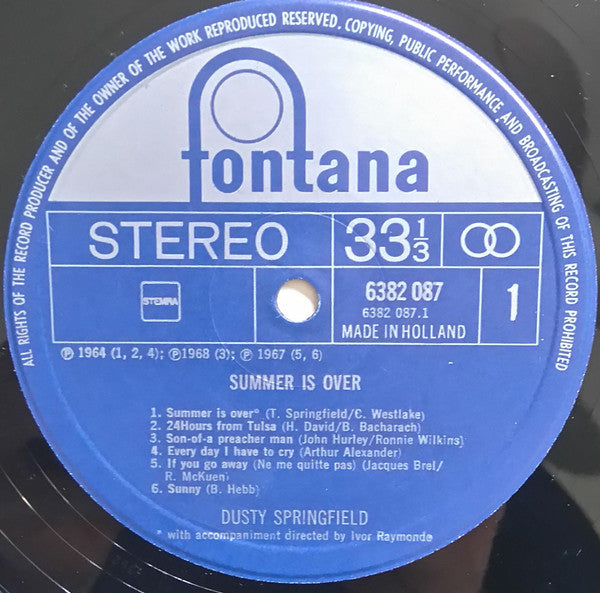 ALL RIGHTS OF THE RECORD PRODUCER AND OF THE OWNER OF THE WORK REPRODUCED RESERVED. COPYING, PUBLIC PERFORMANCE AND BROADCASTING OF THIS RECORD PROHIBITED
fontana
STEREO 33 1/3
STEMRA
6382 087 1
6382 087.1
MADE IN HOLLAND
℗ 1964 (1, 2, 4); ℗1968 (3); ℗ 1967 (5, 6)
SUMMER IS OVER
1. Summer is over* (T. Springfield/C. Westlake)
2. 24Hours from Tulsa (H. David/B. Bacharach)
3. Son-of-a preacher man (John Hurley/Ronnie Wilkins)
4. Every day I have to cry (Arthur Alexander)
5. If you go away (Ne me quitte pas) (Jacques Brel/
R. McKuen)
6. Sunny (B. Hebb)
DUSTY SPRINGFIELD
* with accompaniment directed by Ivor Raymonde